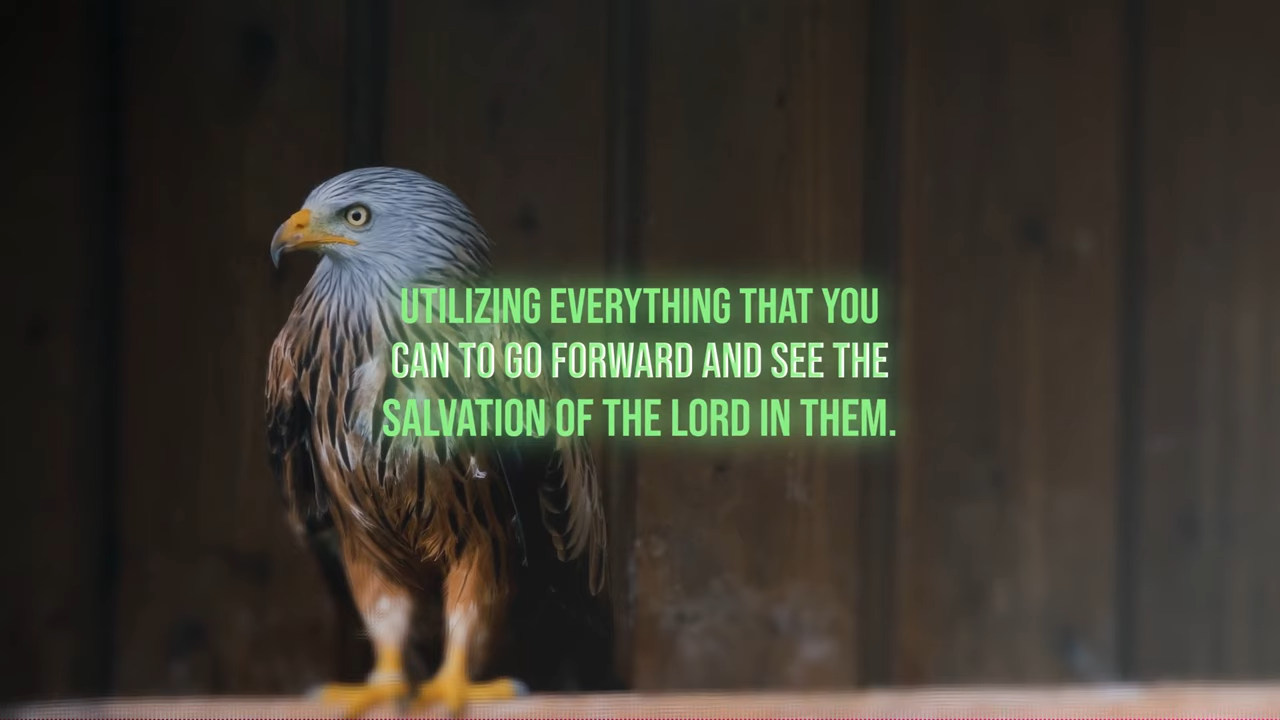 UTILIZING EVERYTHING THAT YOU
CAN TO GO FORWARD AND SEE THE
SALVATION OF THE LORD IN THEM.